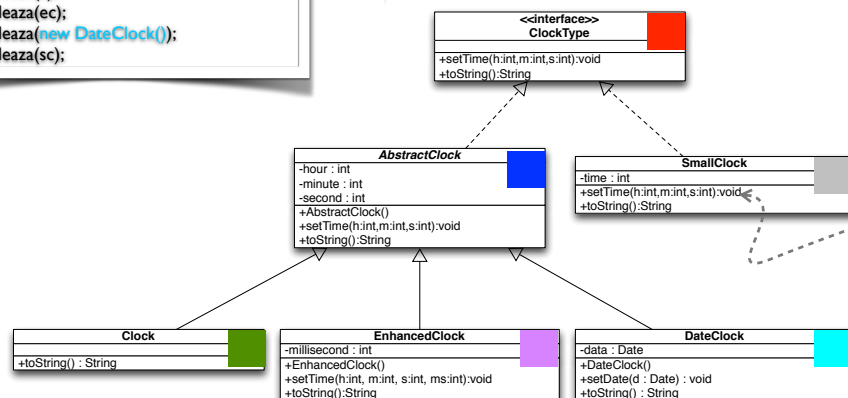 leaza(ec);
leaza(new DateClock());
leaza(sc);
<<interface>>
ClockType
+setTime(h:int,m:int,s:int):void
+toString():String
AbstractClock
-hour : int
-minute : int
-second : int
+AbstractClock()
+setTime(h:int,m:int,s:int):void
+toString():String
SmallClock
-time : int
+setTime(h:int,m:int,s:int):void
+toString():String
Clock
+toString() : String
EnhancedClock
-millisecond : int
+EnhancedClock()
+setTime(h:int, m:int, s:int, ms:int):void
+toString():String
DateClock
-data : Date
+DateClock()
+setDate(d : Date) : void
+toString() : String